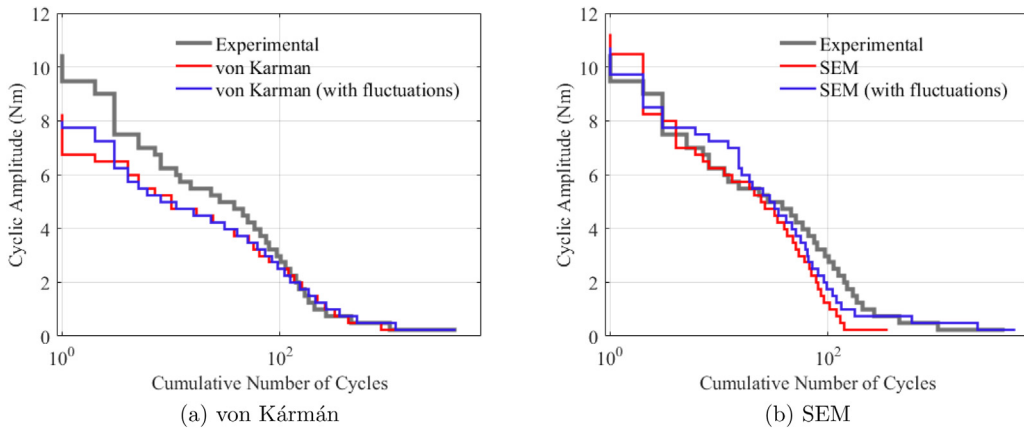 12
10
8
6
4
2
0
Cyclic Amplitude (Nm)
Experimental
von Karman
von Karman (with fluctuations)
10^0
10^2
Cumulative Number of Cycles
(a) von Kármán
12
10
8
6
4
2
0
Cyclic Amplitude (Nm)
Experimental
SEM
SEM (with fluctuations)
10^0
10^2
Cumulative Number of Cycles
(b) SEM